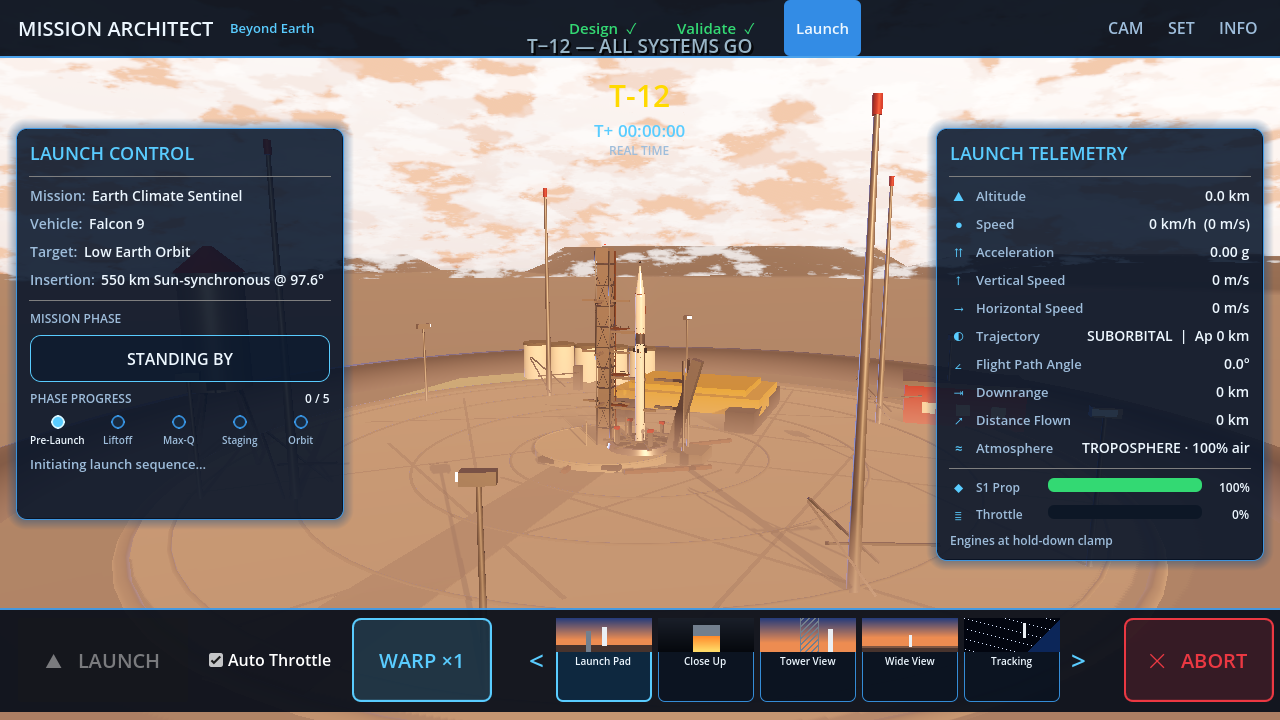 MISSION ARCHITECT
Beyond Earth
Design ✓
Validate ✓
Launch
CAM
SET
INFO
T−12 — ALL SYSTEMS GO
T-12
T+ 00:00:00
REAL TIME
LAUNCH CONTROL
Mission: Earth Climate Sentinel
Vehicle: Falcon 9
Target: Low Earth Orbit
Insertion: 550 km Sun-synchronous @ 97.6°
MISSION PHASE
STANDING BY
PHASE PROGRESS 0 / 5
Pre-Launch Liftoff Max-Q Staging Orbit
Initiating launch sequence...
LAUNCH TELEMETRY
▲ Altitude 0.0 km
● Speed 0 km/h (0 m/s)
⇈ Acceleration 0.00 g
↑ Vertical Speed 0 m/s
→ Horizontal Speed 0 m/s
◐ Trajectory SUBORBITAL | Ap 0 km
∠ Flight Path Angle 0.0°
⇥ Downrange 0 km
↗ Distance Flown 0 km
≈ Atmosphere TROPOSPHERE · 100% air
◆ S1 Prop 100%
≣ Throttle 0%
Engines at hold-down clamp
▲ LAUNCH
Auto Throttle
WARP ×1
<
Launch Pad
Close Up
Tower View
Wide View
Tracking
>
✕ ABORT